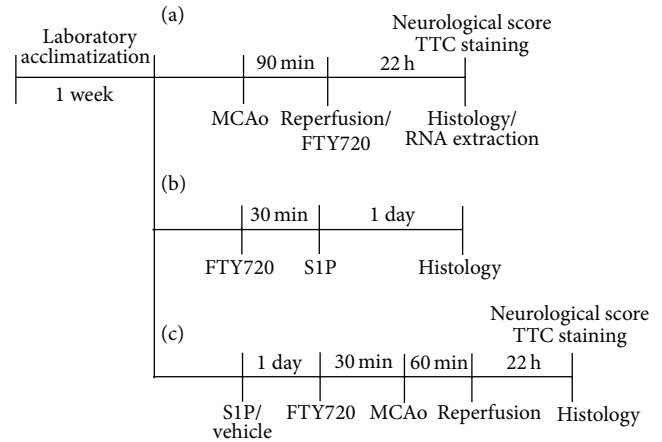 (a)
Laboratory
acclimatization
1 week
90 min
22 h
Neurological score
TTC staining
MCAo
Reperfusion/
FTY720
Histology/
RNA extraction
(b)
30 min
1 day
FTY720
S1P
Histology
(c)
1 day
30 min
60 min
22 h
Neurological score
TTC staining
S1P/
vehicle
FTY720
MCAo
Reperfusion
Histology